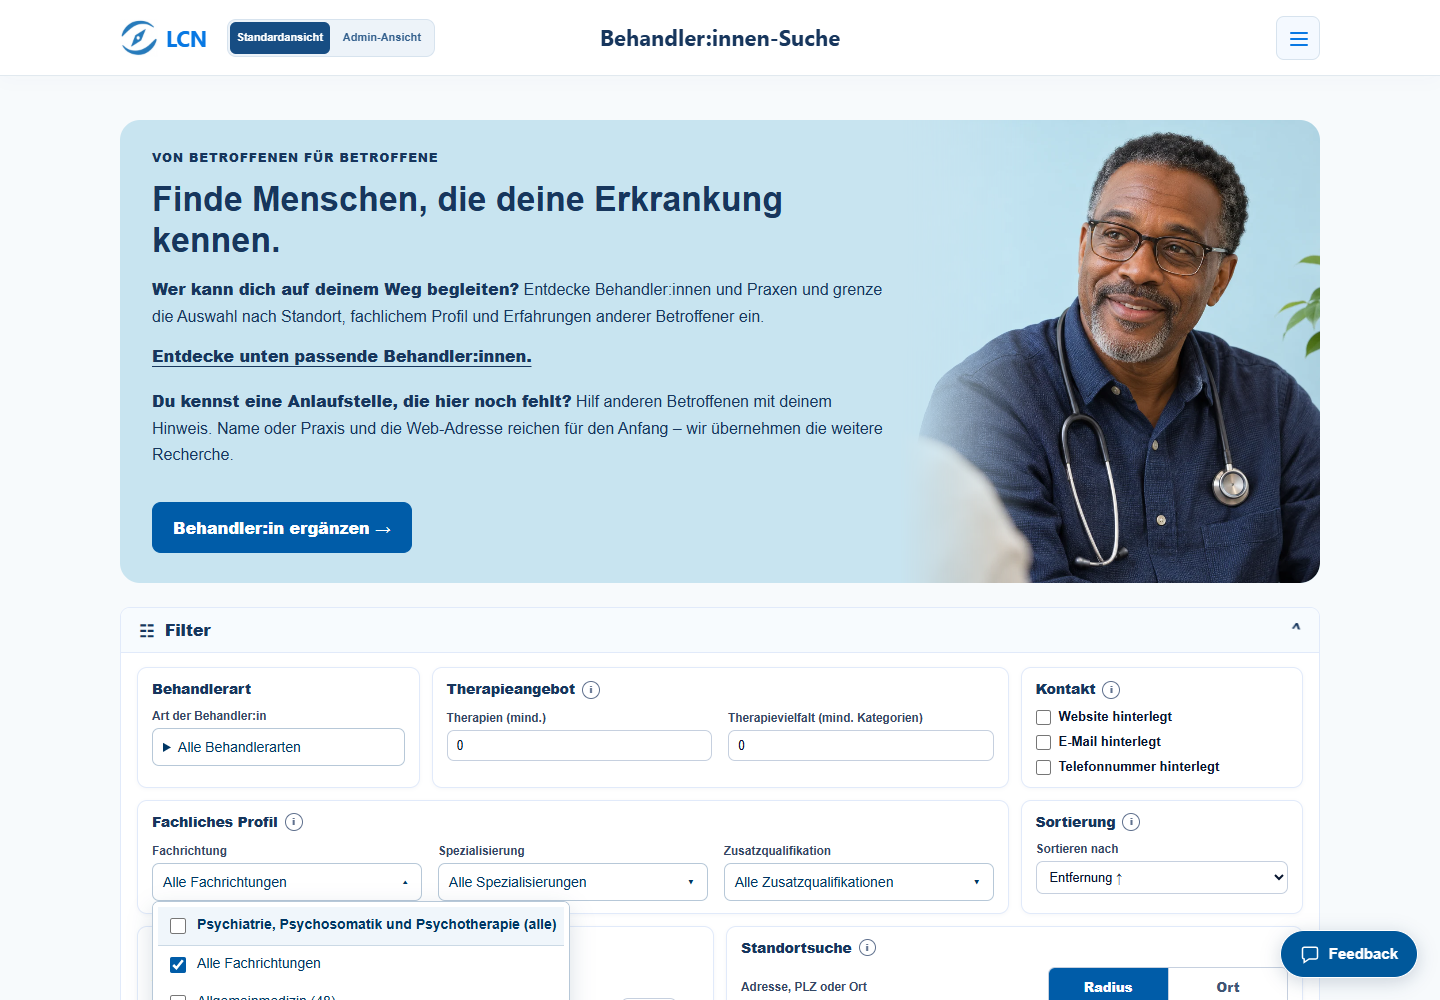 LCN
Standardansicht
Admin-Ansicht
Behandler:innen-Suche
VON BETROFFENEN FÜR BETROFFENE
Finde Menschen, die deine Erkrankung
kennen.
Wer kann dich auf deinem Weg begleiten? Entdecke Behandler:innen und Praxen und grenze
die Auswahl nach Standort, fachlichem Profil und Erfahrungen anderer Betroffener ein.
Entdecke unten passende Behandler:innen.
Du kennst eine Anlaufstelle, die hier noch fehlt? Hilf anderen Betroffenen mit deinem
Hinweis. Name oder Praxis und die Web-Adresse reichen für den Anfang – wir übernehmen die weitere
Recherche.
Behandler:in ergänzen →
Filter
Behandlerart
Art der Behandler:in
Alle Behandlerarten
Therapieangebot i
Therapien (mind.)
0
Therapievielfalt (mind. Kategorien)
0
Kontakt i
Website hinterlegt
E-Mail hinterlegt
Telefonnummer hinterlegt
Fachliches Profil i
Fachrichtung
Alle Fachrichtungen
Spezialisierung
Alle Spezialisierungen
Zusatzqualifikation
Alle Zusatzqualifikationen
Sortierung i
Sortieren nach
Entfernung ↑
Psychiatrie, Psychosomatik und Psychotherapie (alle)
Alle Fachrichtungen
Allgemeinmedizin (48)
Standortsuche i
Adresse, PLZ oder Ort
Radius
Ort
Feedback